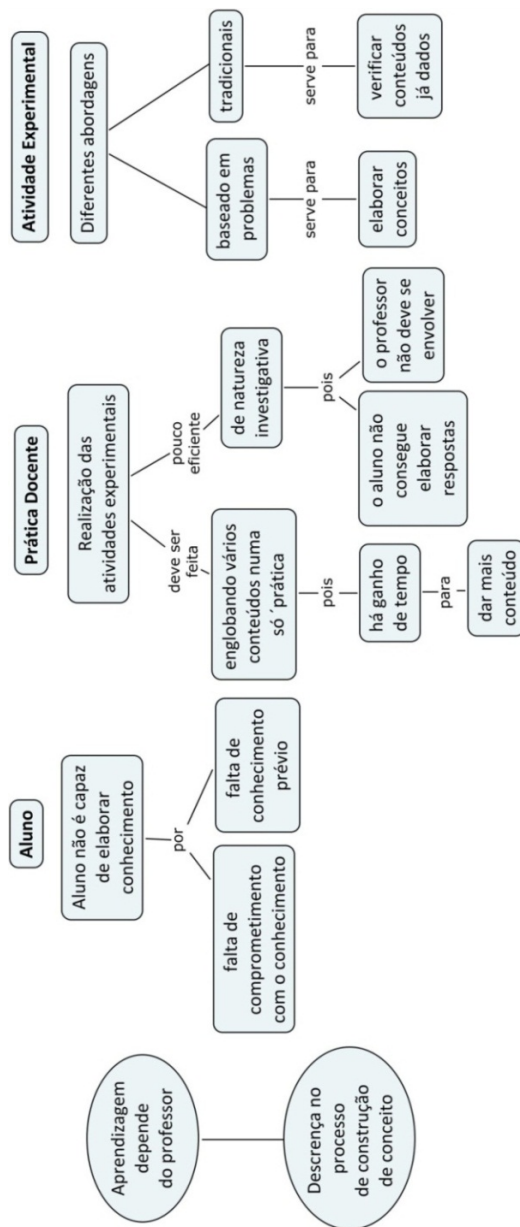 Aprendizagem
depende
do professor
Descrença no
processo
de construção
de conceito
Aluno
Aluno não é capaz
de elaborar
conhecimento
por
falta de
comprometimento
com o conhecimento
falta de
conhecimento
prévio
Prática Docente
Realização das
atividades experimentais
deve ser
feita
pouco
eficiente
englobando vários
conteúdos numa
só ´prática
de natureza
investigativa
pois
pois
há ganho
de tempo
o aluno não
consegue
elaborar
respostas
o professor
não deve se
envolver
para
dar mais
conteúdo
Atividade Experimental
Diferentes abordagens
baseado em
problemas
tradicionais
serve para
serve para
elaborar
conceitos
verificar
conteúdos
já dados